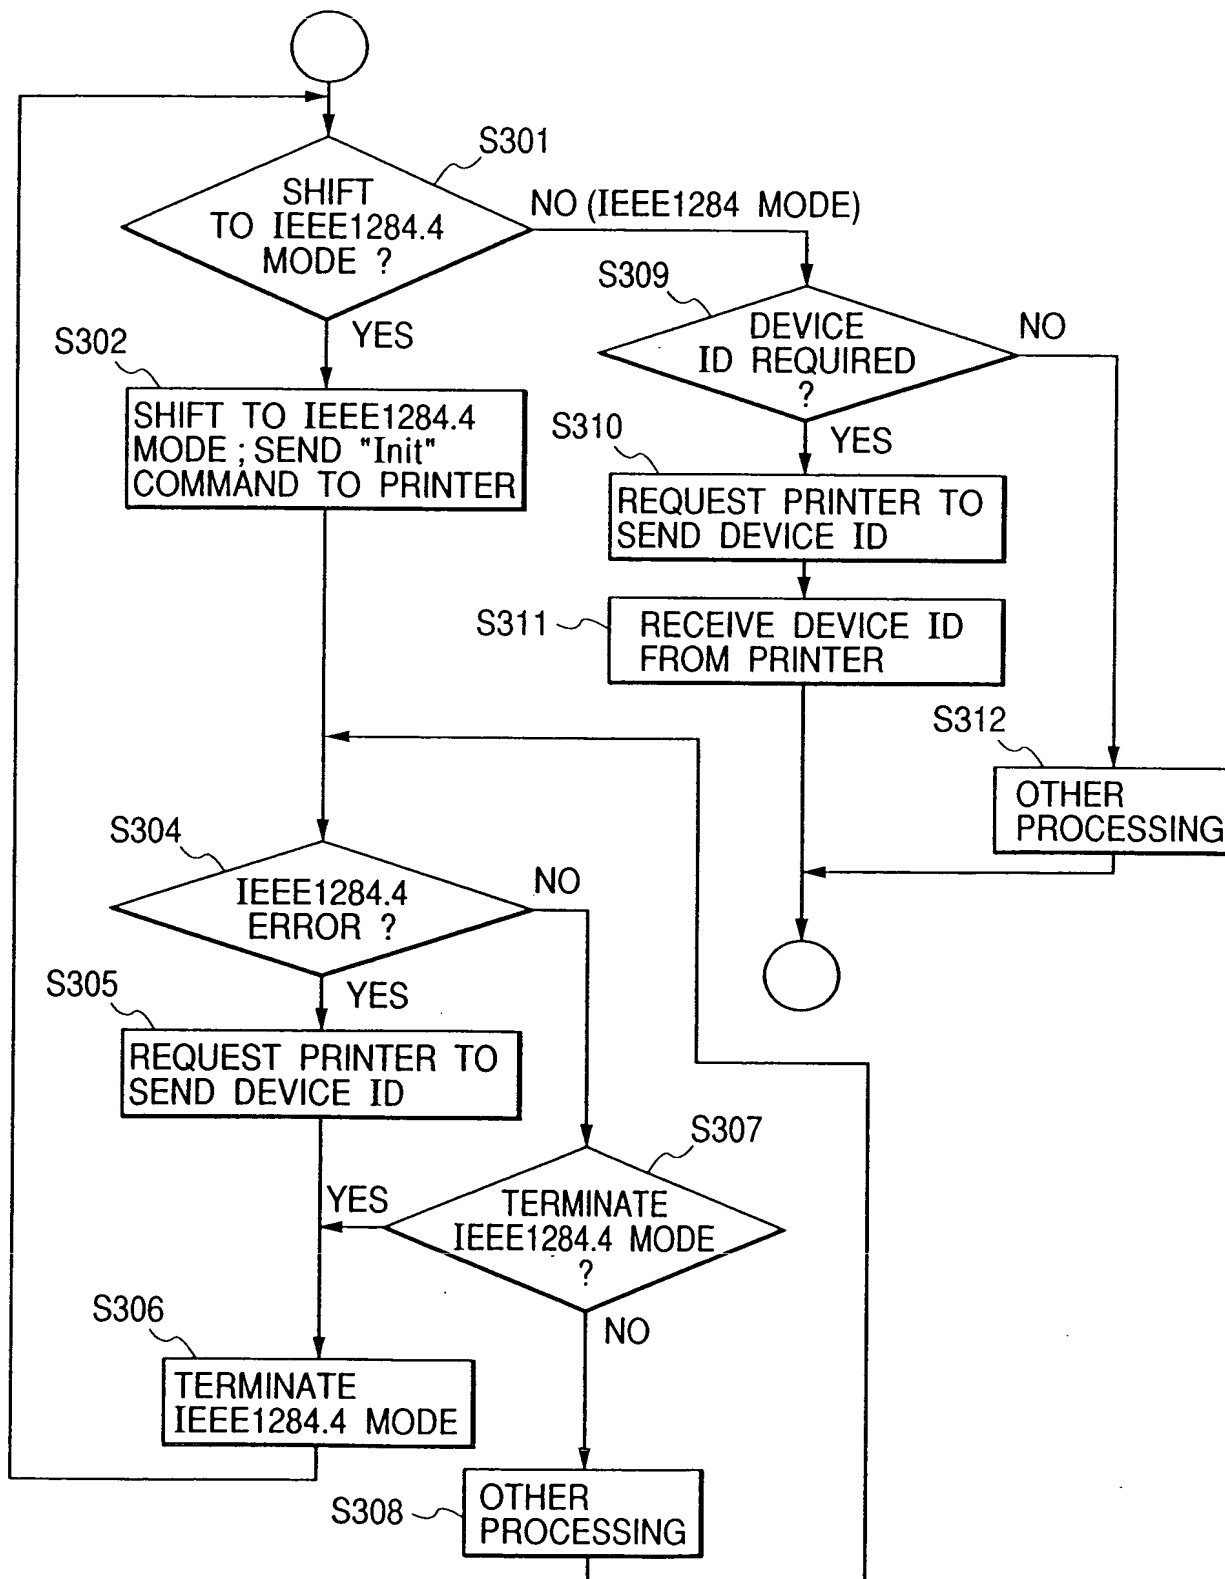 S301
SHIFT
TO IEEE1284.4
MODE ?
NO (IEEE1284 MODE)
YES
S309
DEVICE
ID REQUIRED
?
NO
YES
S302
SHIFT TO IEEE1284.4
MODE ; SEND "Init"
COMMAND TO PRINTER
S310
REQUEST PRINTER TO
SEND DEVICE ID
S311
RECEIVE DEVICE ID
FROM PRINTER
S312
OTHER
PROCESSING
S304
IEEE1284.4
ERROR ?
NO
YES
S305
REQUEST PRINTER TO
SEND DEVICE ID
S307
TERMINATE
IEEE1284.4 MODE
?
YES
NO
S306
TERMINATE
IEEE1284.4 MODE
S308
OTHER
PROCESSING